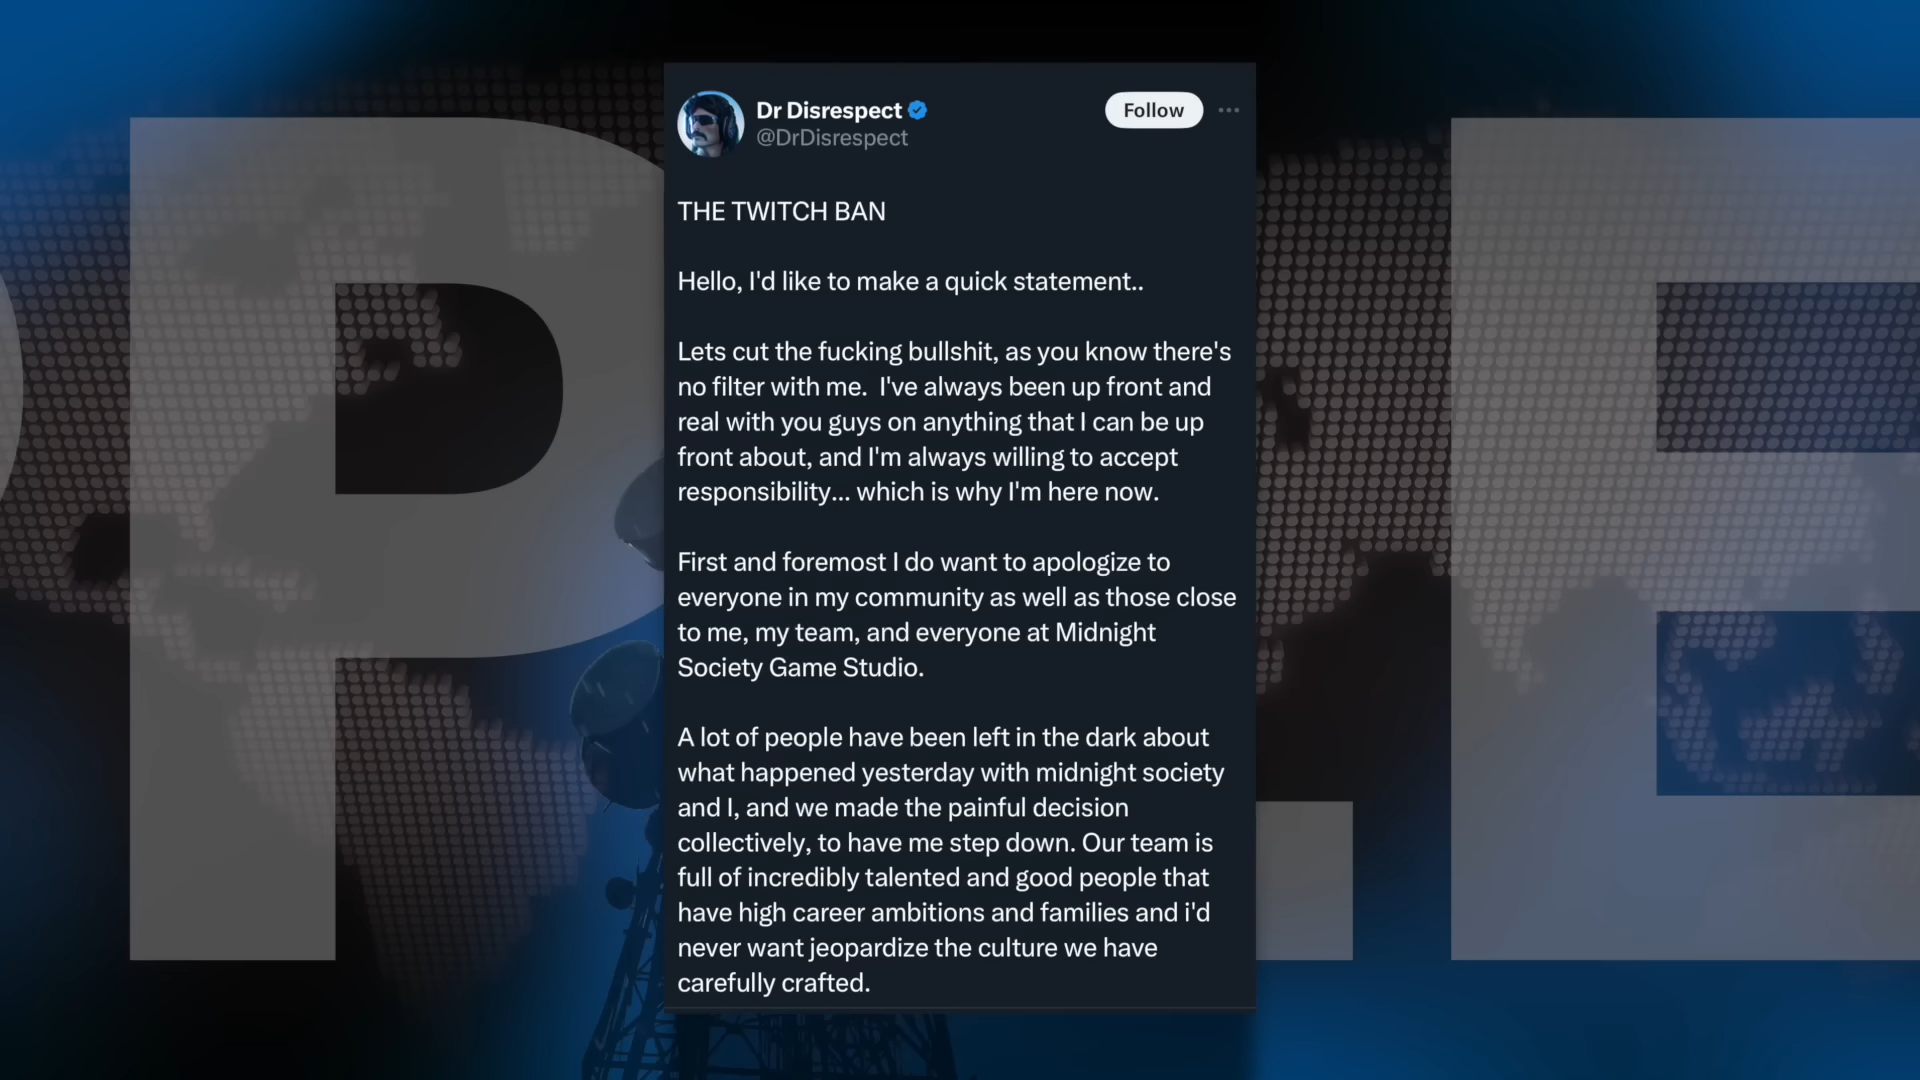 Dr Disrespect
@DrDisrespect
Follow
THE TWITCH BAN
Hello, I'd like to make a quick statement..
Lets cut the fucking bullshit, as you know there's
no filter with me.  I've always been up front and
real with you guys on anything that I can be up
front about, and I'm always willing to accept
responsibility... which is why I'm here now.
First and foremost I do want to apologize to
everyone in my community as well as those close
to me, my team, and everyone at Midnight
Society Game Studio.
A lot of people have been left in the dark about
what happened yesterday with midnight society
and I, and we made the painful decision
collectively, to have me step down. Our team is
full of incredibly talented and good people that
have high career ambitions and families and i'd
never want jeopardize the culture we have
carefully crafted.